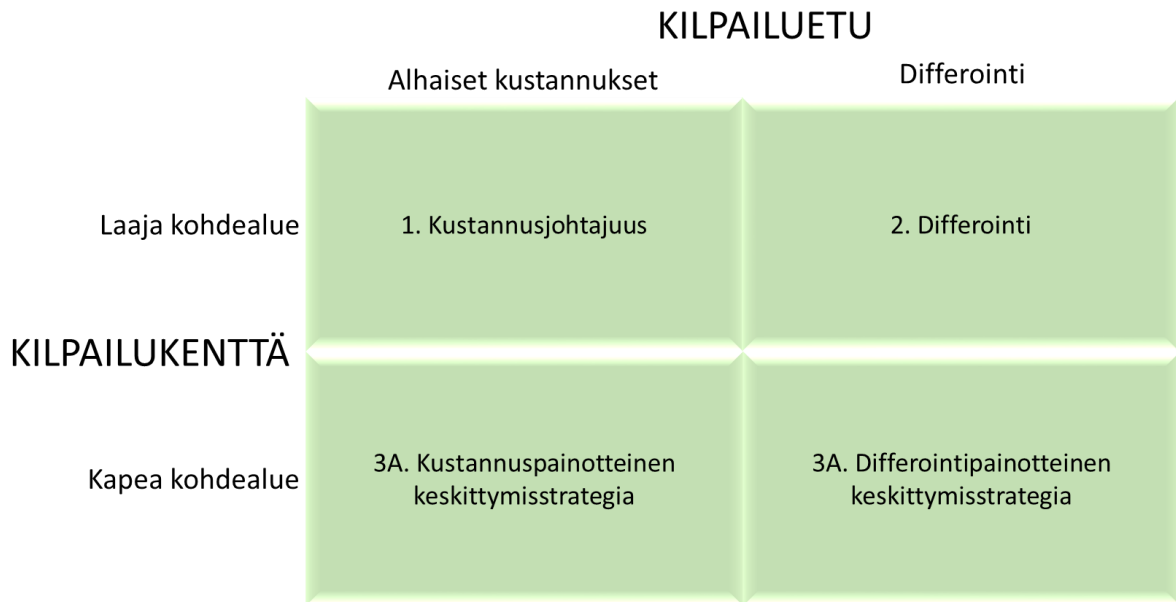 KILPAILUETU
Alhaiset kustannukset
Differointi
Laaja kohdealue
1. Kustannusjohtajuus
2. Differointi
KILPAILUKENTTÄ
Kapea kohdealue
3A. Kustannuspainotteinen
keskittymisstrategia
3A. Differointipainotteinen
keskittymisstrategia